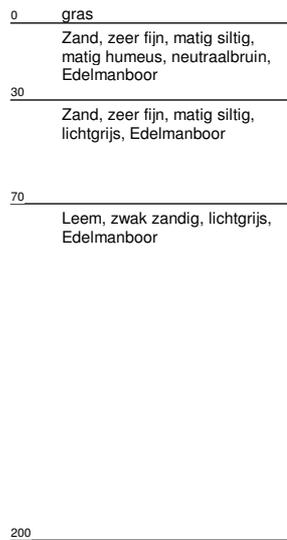 0 gras
Zand, zeer fijn, matig siltig,
matig humeus, neutraalbruin,
Edelmanboor
30
Zand, zeer fijn, matig siltig,
lichtgrijs, Edelmanboor
70
Leem, zwak zandig, lichtgrijs,
Edelmanboor
200